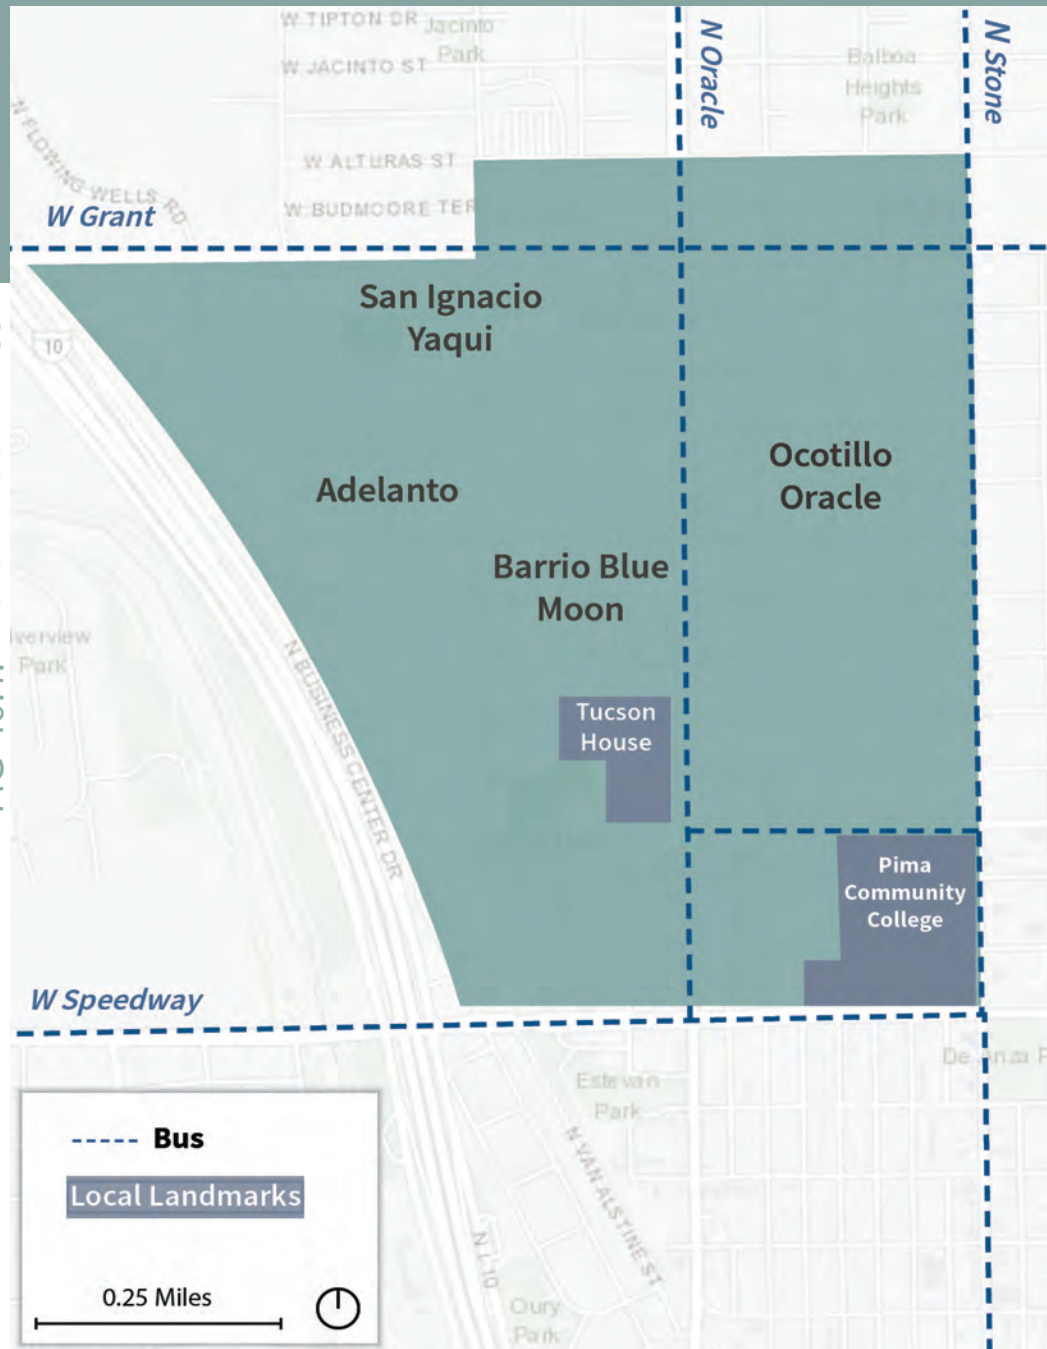 W TIPTON DR
Jacinto
Park
W JACINTO ST
N Oracle
N Stone
Balboa
Heights
Park
N FLOWING WELLS RD
W ALTURAS ST
W BUDMOORE TER
W Grant
San Ignacio
Yaqui
10
Ocotillo
Oracle
Adelanto
Barrio Blue
Moon
Park
N BUSINESS CENTER DR
Tucson
House
Pima
Community
College
W Speedway
De Anza P
Estevan
Park
N VAN ALSTINE ST
Bus
Local Landmarks
N I-10
0.25 Miles
Oury
Park